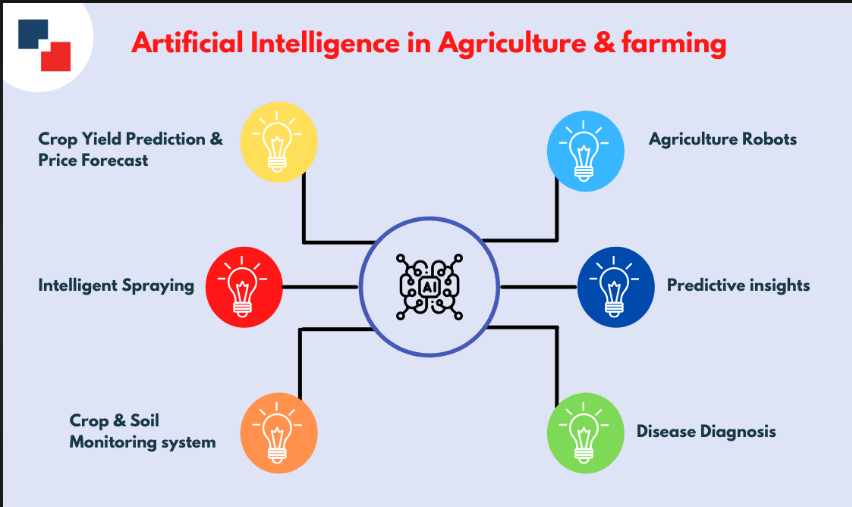 Artificial Intelligence in Agriculture & farming
Crop Yield Prediction &
Price Forecast
Agriculture Robots
Intelligent Spraying
AI
Predictive insights
Crop & Soil
Monitoring system
Disease Diagnosis